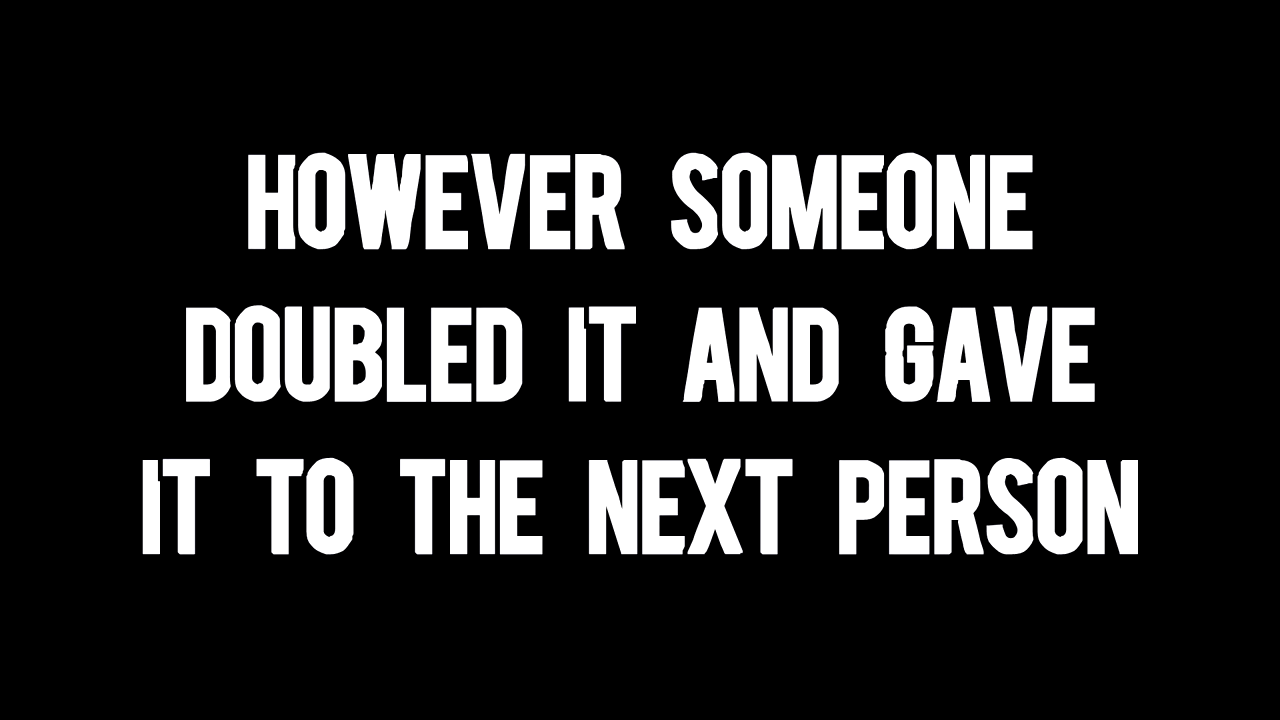 HOWEVER SOMEONE
DOUBLED IT AND GAVE
IT TO THE NEXT PERSON